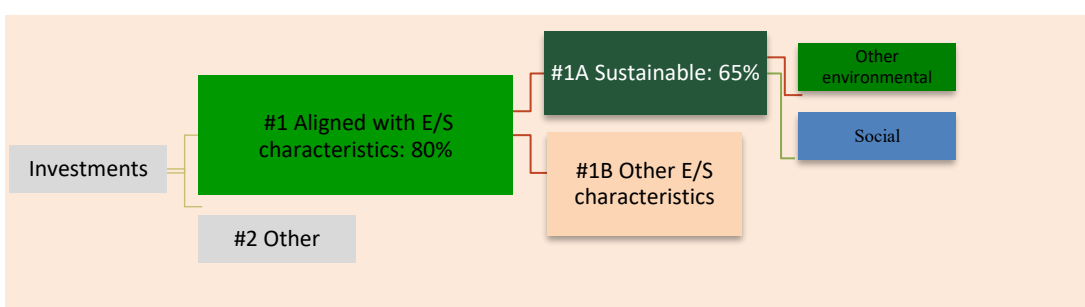 Investments
#1 Aligned with E/S
characteristics: 80%
#2 Other
#1A Sustainable: 65%
#1B Other E/S
characteristics
Other
environmental
Social